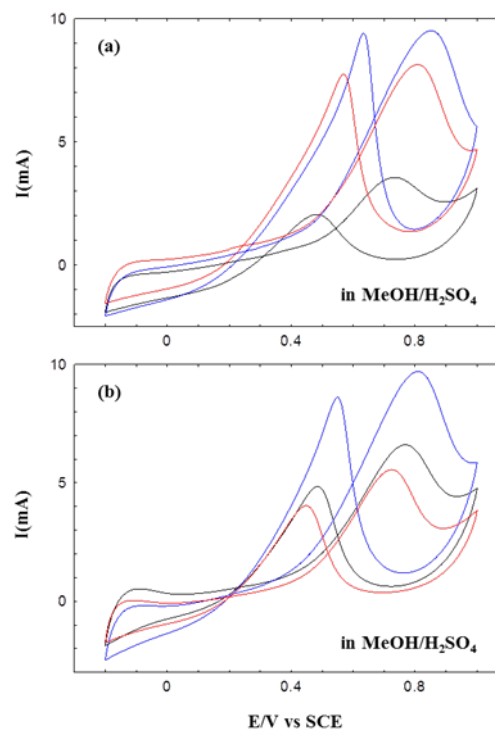 (a)
10
5
0
I(mA)
in MeOH/H₂SO₄
0
0.4
0.8
(b)
10
5
0
I(mA)
in MeOH/H₂SO₄
0
0.4
0.8
E/V vs SCE